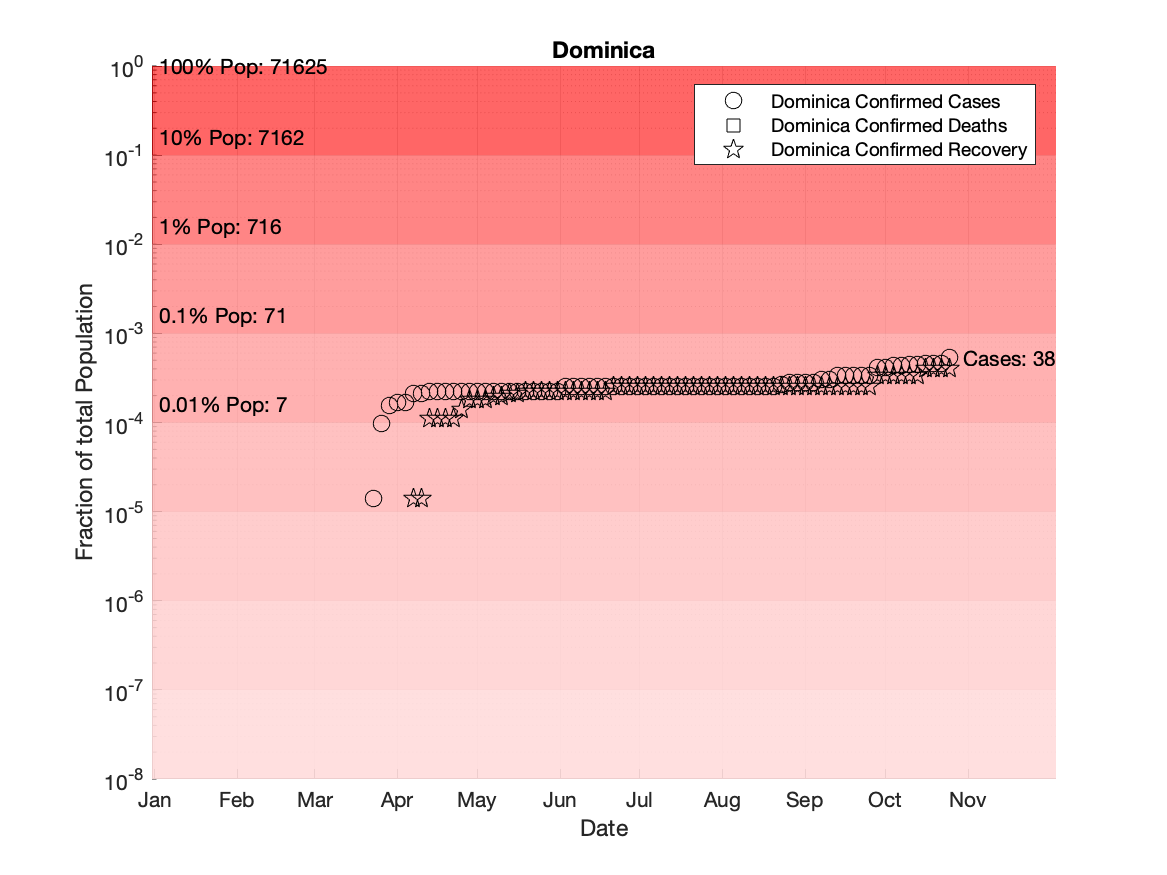 Dominica
10^0
100% Pop: 71625
Dominica Confirmed Cases
Dominica Confirmed Deaths
Dominica Confirmed Recovery
10% Pop: 7162
10^-1
1% Pop: 716
10^-2
0.1% Pop: 71
10^-3
Cases: 38
0.01% Pop: 7
10^-4
10^-5
10^-6
10^-7
10^-8
Fraction of total Population
Jan Feb Mar Apr May Jun Jul Aug Sep Oct Nov
Date